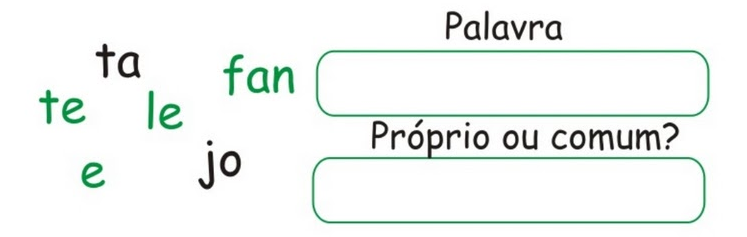 ta
fan
te
le
e
jo
Palavra
Próprio ou comum?